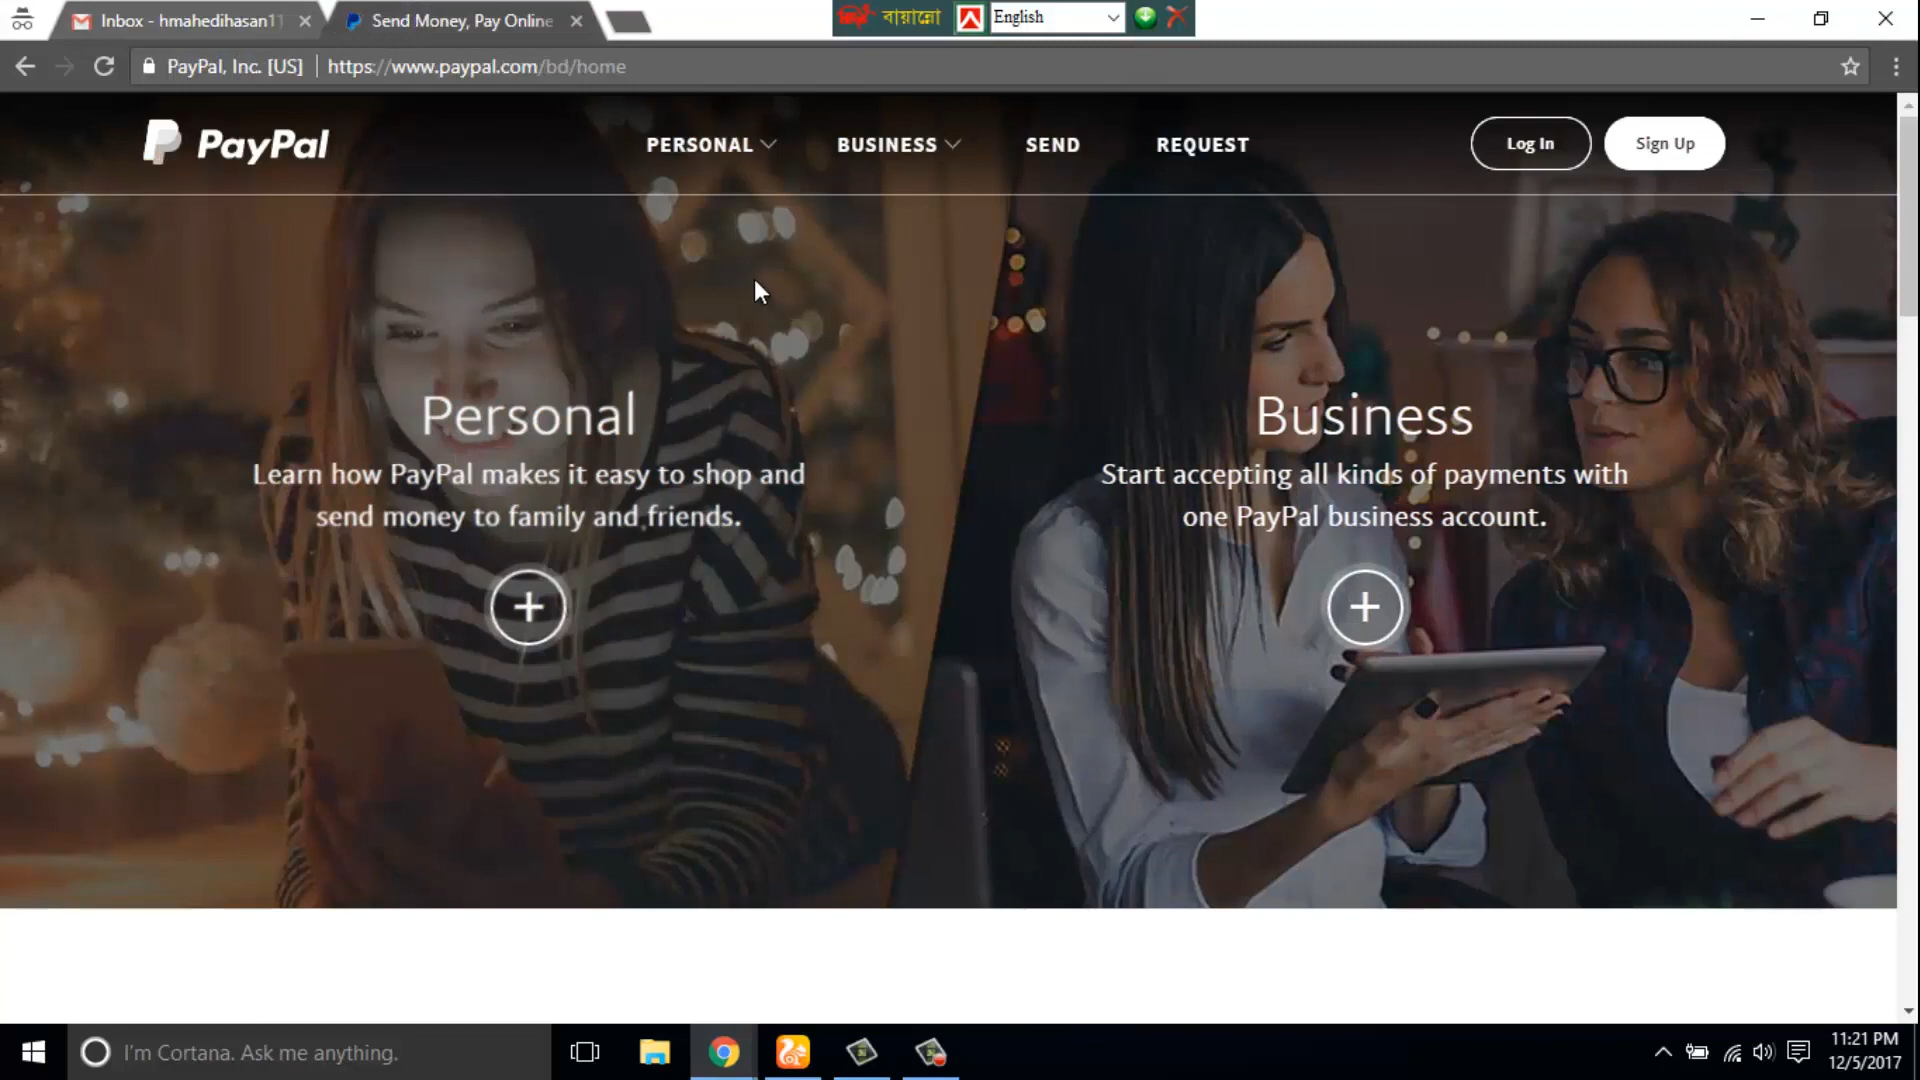 Inbox - hmahedihasan11
Send Money, Pay Online
বায়ান্নো
English
PayPal, Inc. [US]
https://www.paypal.com/bd/home
PayPal
PERSONAL
BUSINESS
SEND
REQUEST
Log In
Sign Up
Personal
Learn how PayPal makes it easy to shop and
send money to family and friends.
Business
Start accepting all kinds of payments with
one PayPal business account.
I'm Cortana. Ask me anything.
11:21 PM
12/5/2017